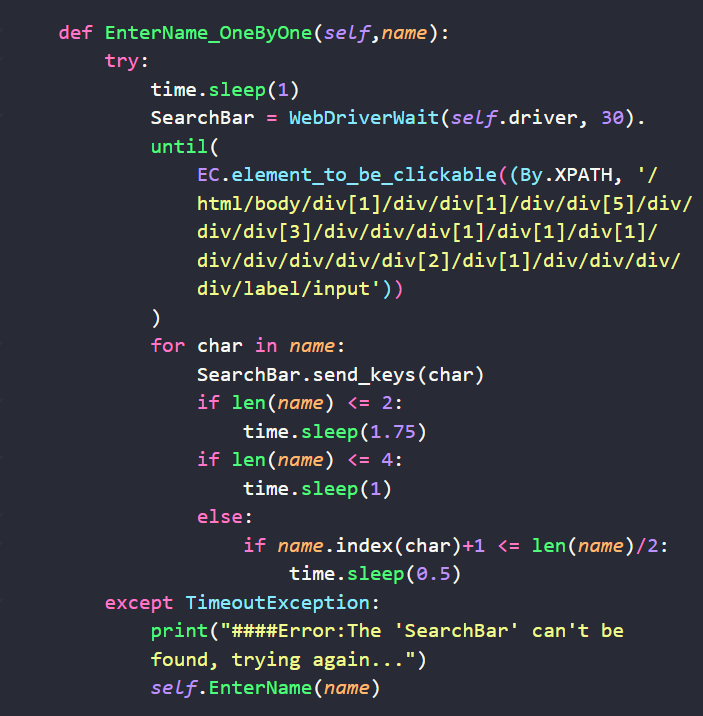 def EnterName_OneByOne(self,name):
try:
time.sleep(1)
SearchBar = WebDriverWait(self.driver, 30).
until(
EC.element_to_be_clickable((By.XPATH, '/
html/body/div[1]/div/div[1]/div/div[5]/div/
div/div[3]/div/div/div[1]/div[1]/div[1]/
div/div/div/div/div[2]/div[1]/div/div/div/
div/label/input'))
)
for char in name:
SearchBar.send_keys(char)
if len(name) <= 2:
time.sleep(1.75)
if len(name) <= 4:
time.sleep(1)
else:
if name.index(char)+1 <= len(name)/2:
time.sleep(0.5)
except TimeoutException:
print("####Error:The 'SearchBar' can't be
found, trying again...")
self.EnterName(name)